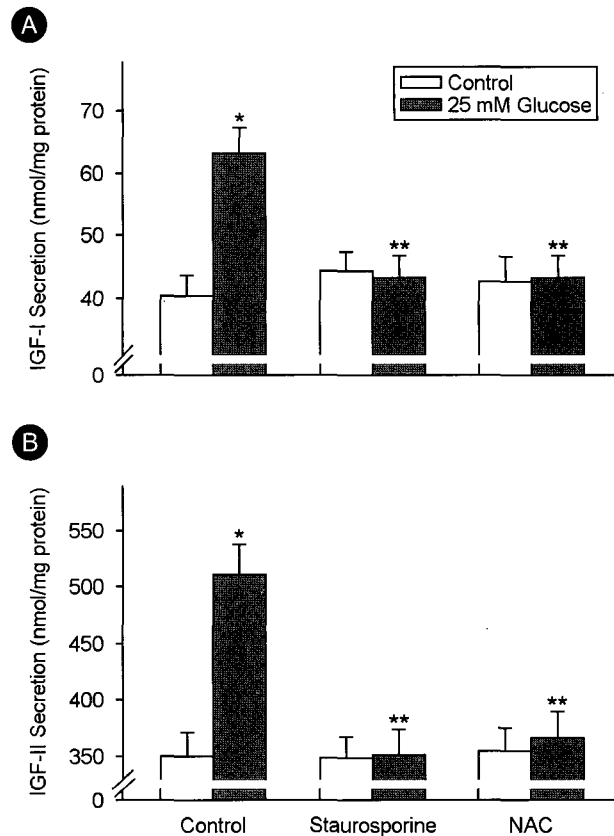 A
IGF-I Secretion (nmol/mg protein)
70
60
50
40
0
Control
25 mM Glucose
*
**
**
B
IGF-II Secretion (nmol/mg protein)
550
500
450
400
350
0
*
**
**
Control Staurosporine NAC